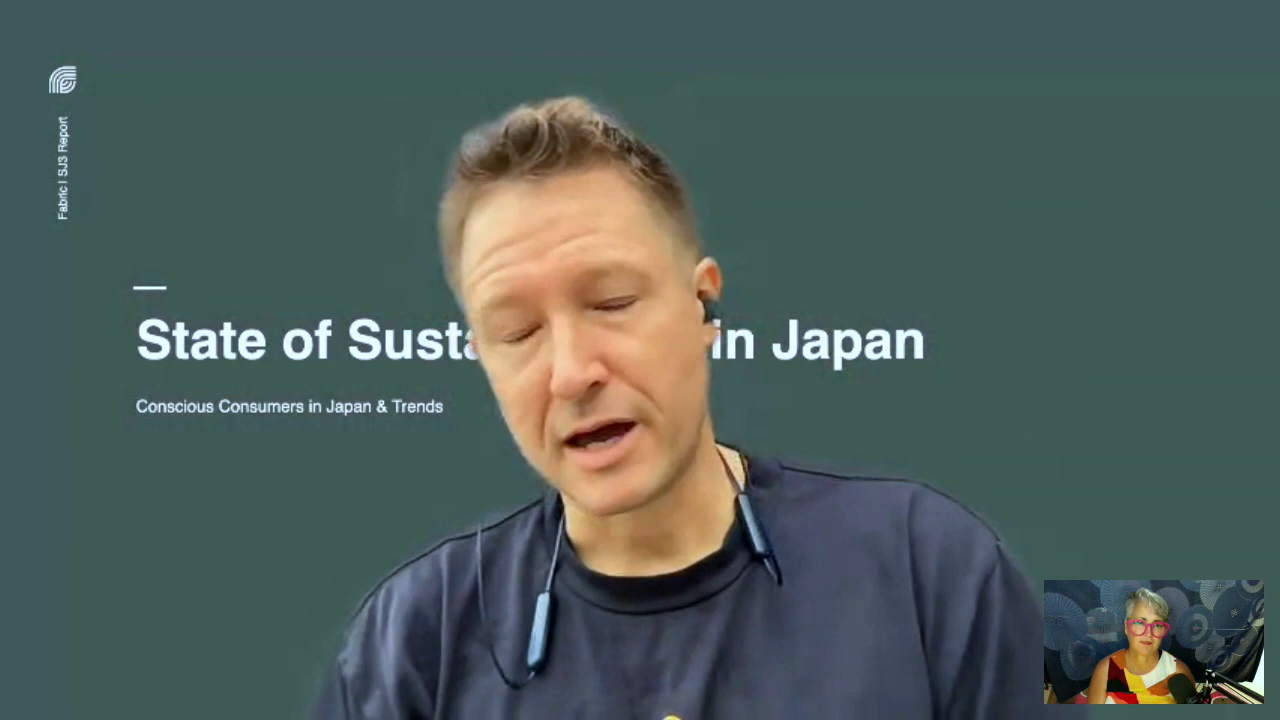 Fabric | SJ3 Report
State of Susta in Japan
Conscious Consumers in Japan & Trends